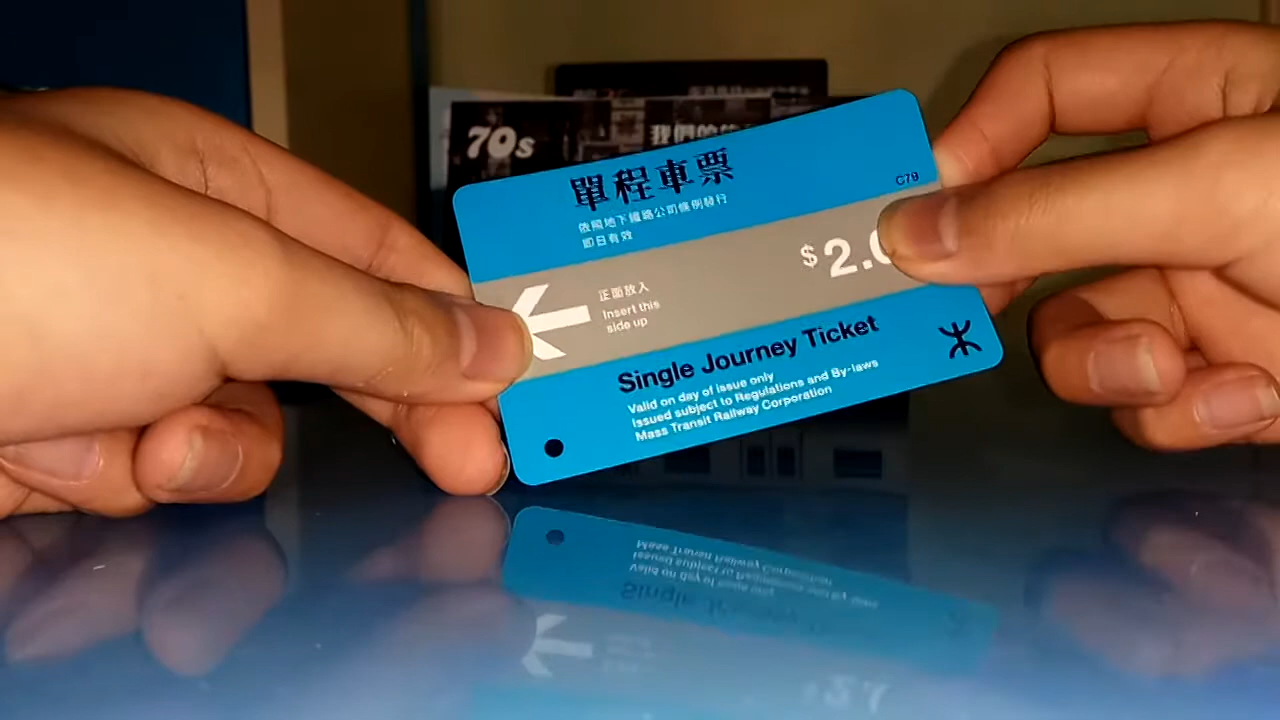 70s
我們的
單程車票
C79
依照地下鐵路公司條例發行
即日有效
$2.
正面放入
Insert this
side up
Single Journey Ticket
Valid on day of issue only
Issued subject to Regulations and By-laws
Mass Transit Railway Corporation